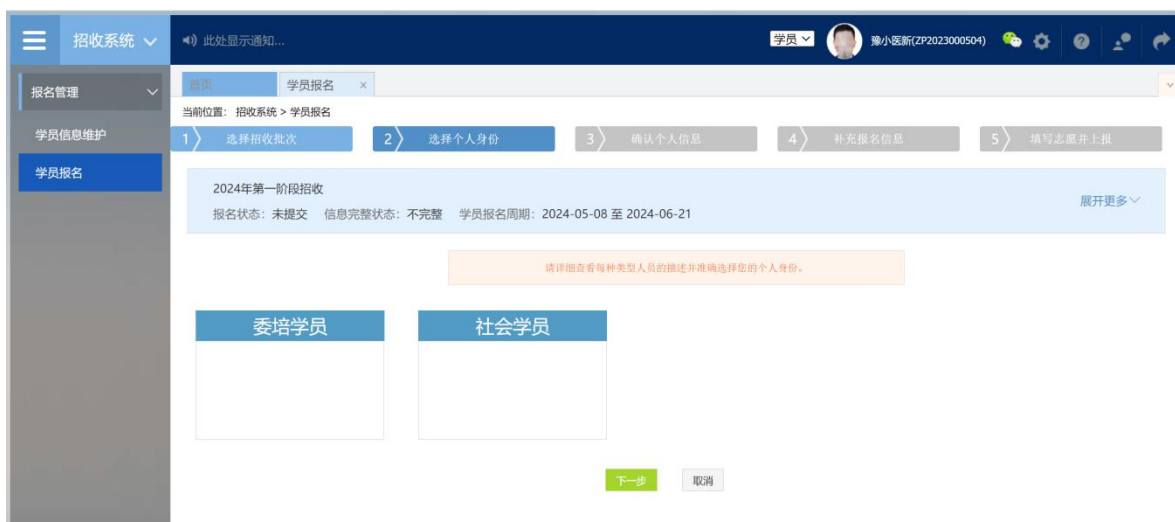 招收系统
此处显示通知...
学员
豫小医新(ZP2023000504)
报名管理
学员信息维护
学员报名
首页
学员报名 ×
当前位置： 招收系统 > 学员报名
1 选择招收批次
2 选择个人身份
3 确认个人信息
4 补充报名信息
5 填写志愿并上报
2024年第一阶段招收
报名状态：未提交 信息完整状态：不完整 学员报名周期：2024-05-08 至 2024-06-21
展开更多
请详细查看每种类型人员的描述并准确选择您的个人身份。
委培学员
社会学员
下一步
取消